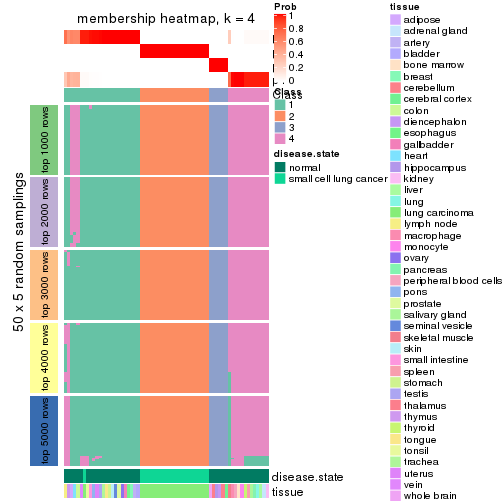 membership heatmap, k = 4
50 x 5 random samplings
top 1000 rows
top 2000 rows
top 3000 rows
top 4000 rows
top 5000 rows
disease.state
tissue
Prob
1
0.8
0.6
0.4
0.2
0
Class
Class
1
2
3
4
disease.state
normal
small cell lung cancer
tissue
adipose
adrenal gland
artery
bladder
bone marrow
breast
cerebellum
cerebral cortex
colon
diencephalon
esophagus
gallbladder
heart
hippocampus
kidney
liver
lung
lung carcinoma
lymph node
macrophage
monocyte
ovary
pancreas
peripheral blood cells
pons
prostate
salivary gland
seminal vesicle
skeletal muscle
skin
small intestine
spleen
stomach
testis
thalamus
thymus
thyroid
tongue
tonsil
trachea
uterus
vein
whole brain